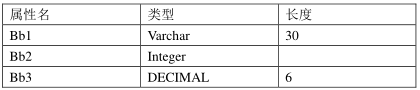 属性名 类型 长度
Bb1 Varchar 30
Bb2 Integer
Bb3 DECIMAL 6